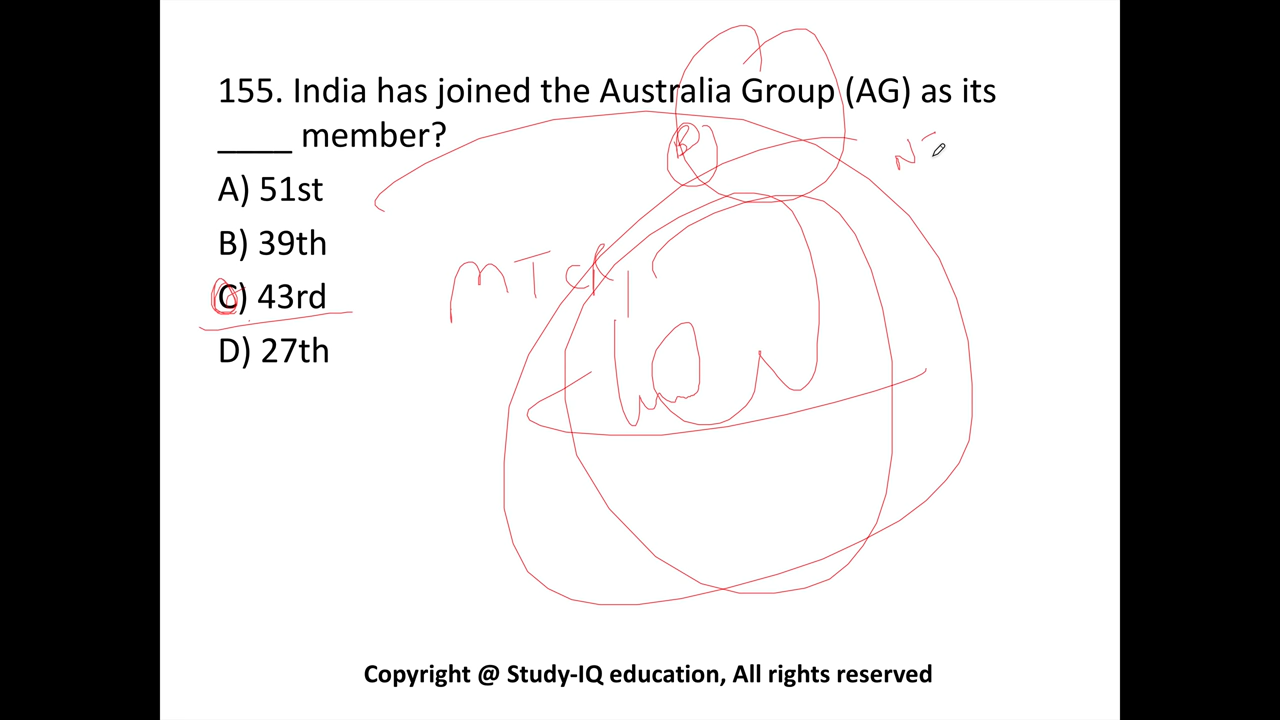 155. India has joined the Australia Group (AG) as its
____ member?
A) 51st
B) 39th
C) 43rd
D) 27th
MTCR
Copyright @ Study-IQ education, All rights reserved